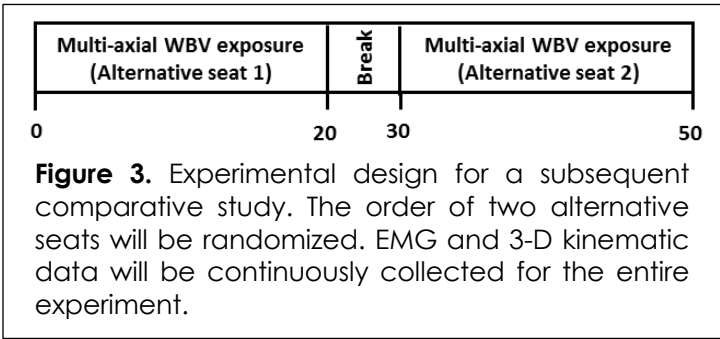 Multi-axial WBV exposure
(Alternative seat 1)
Break
Multi-axial WBV exposure
(Alternative seat 2)
0
20
30
50
Figure 3. Experimental design for a subsequent
comparative study. The order of two alternative
seats will be randomized. EMG and 3-D kinematic
data will be continuously collected for the entire
experiment.